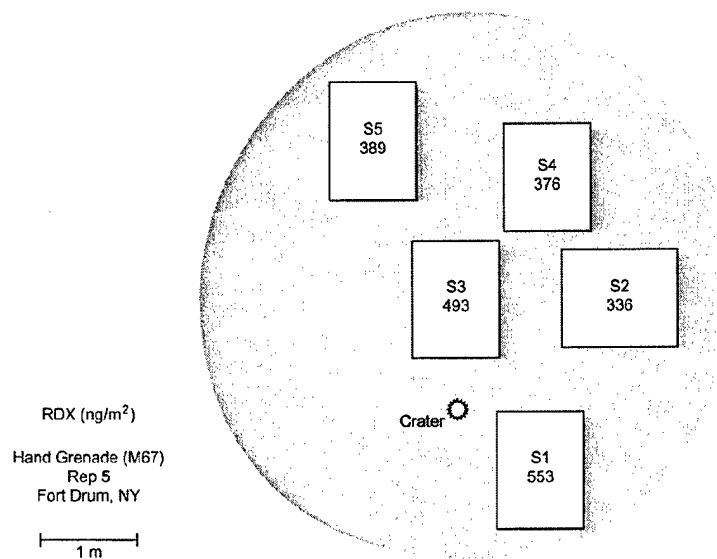 S5
389
S4
376
S3
493
S2
336
Crater
S1
553
RDX (ng/m²)
Hand Grenade (M67)
Rep 5
Fort Drum, NY
1 m